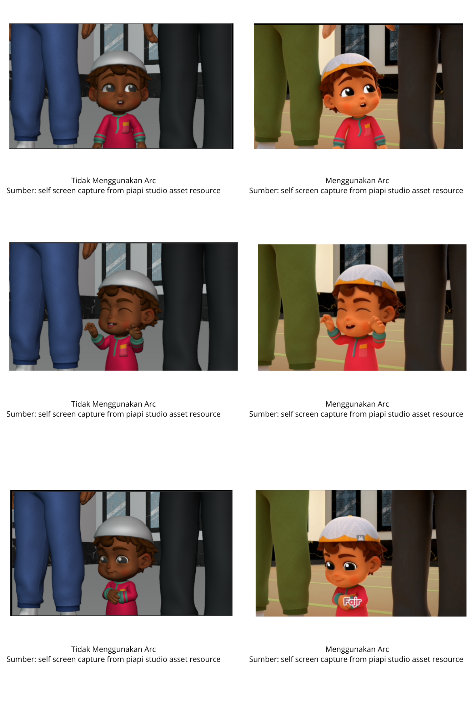 Tidak Menggunakan Arc
Sumber: self screen capture from piapi studio asset resource
Menggunakan Arc
Sumber: self screen capture from piapi studio asset resource
Tidak Menggunakan Arc
Sumber: self screen capture from piapi studio asset resource
Menggunakan Arc
Sumber: self screen capture from piapi studio asset resource
Fajr
Tidak Menggunakan Arc
Sumber: self screen capture from piapi studio asset resource
Menggunakan Arc
Sumber: self screen capture from piapi studio asset resource